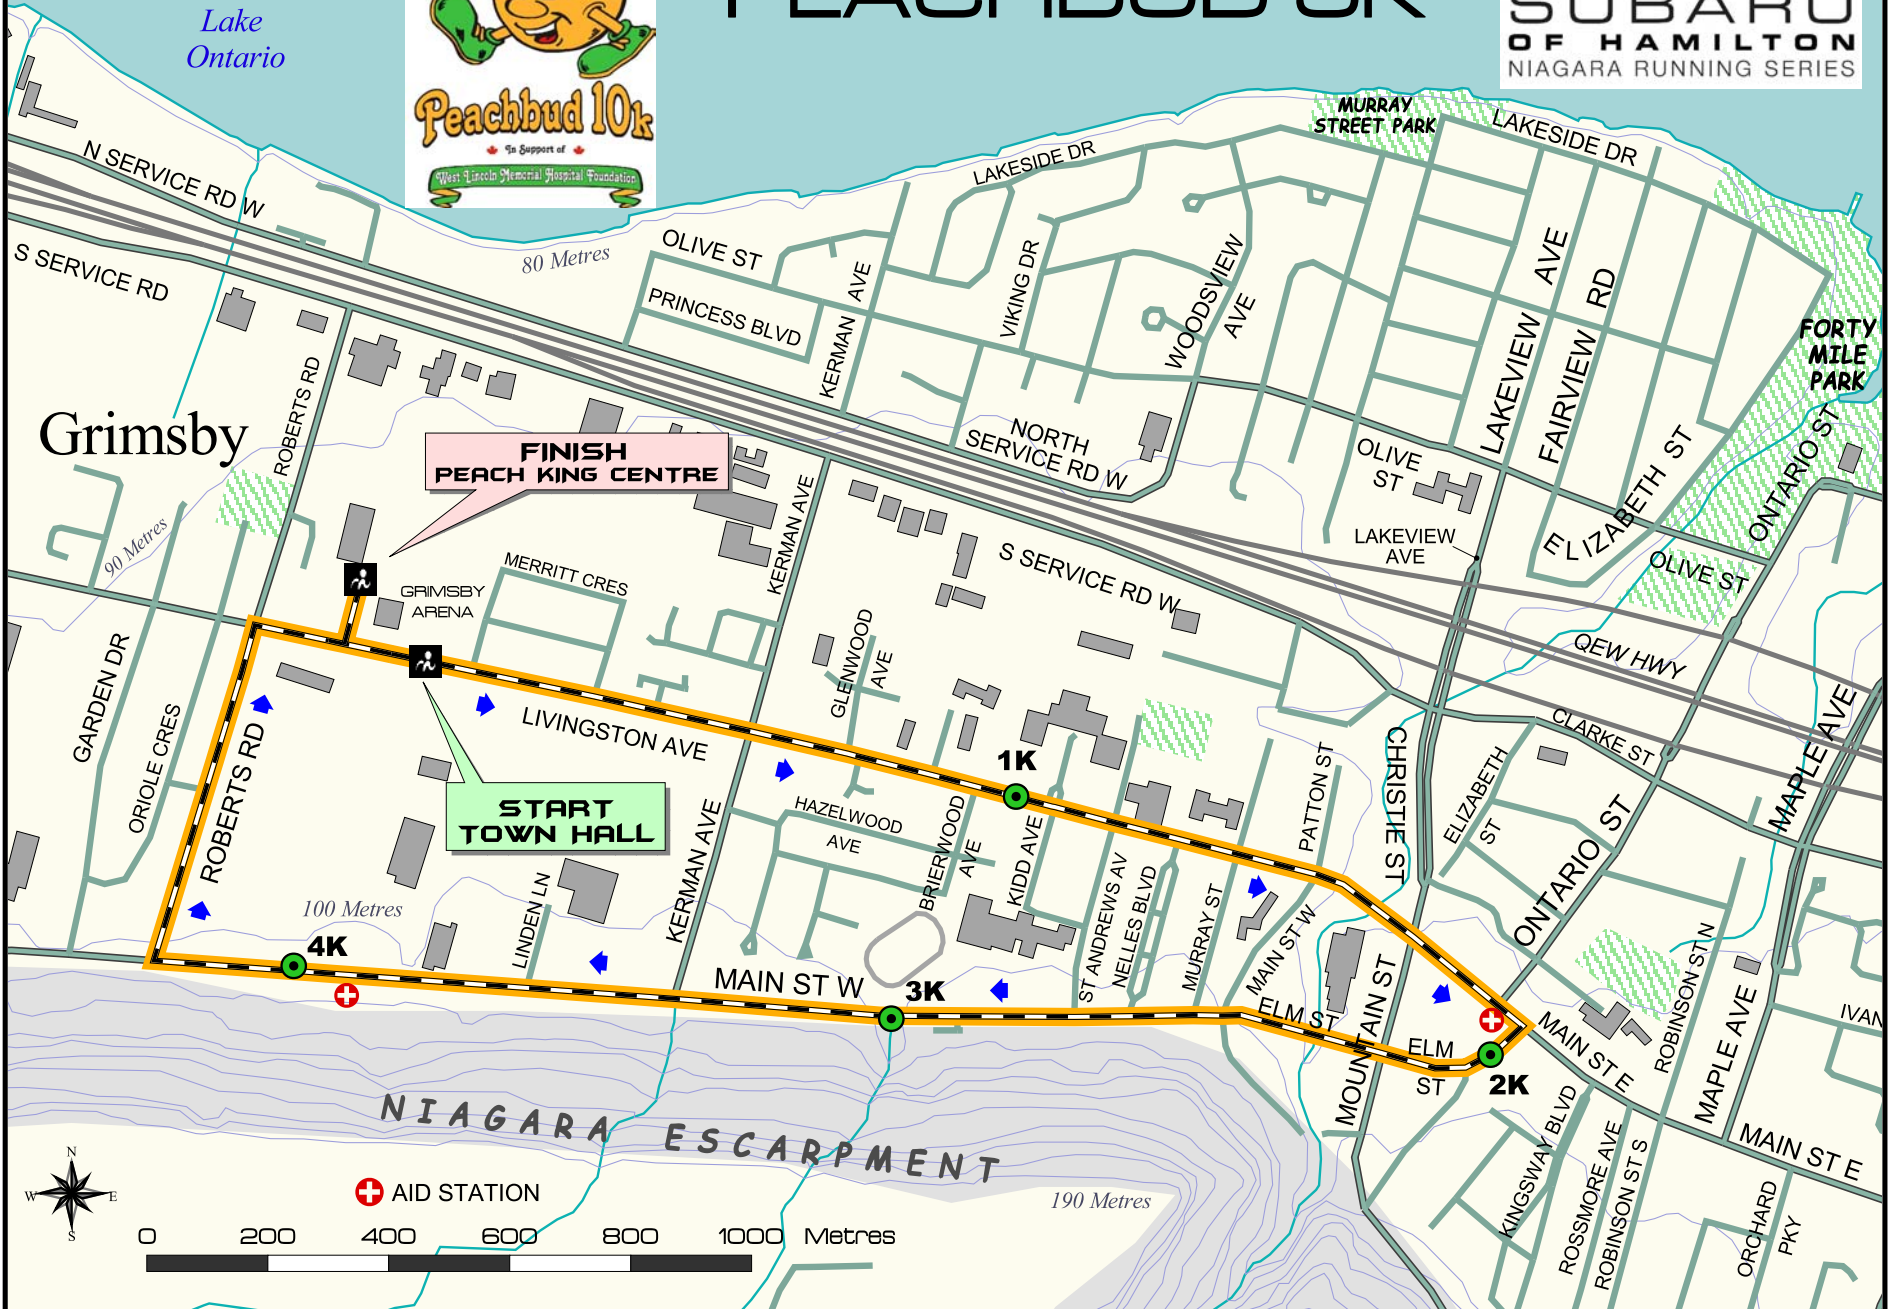 Lake
Ontario
Peachbud 10k
In Support of
West Lincoln Memorial Hospital Foundation
SUBARU
OF HAMILTON
NIAGARA RUNNING SERIES
MURRAY
STREET PARK
LAKESIDE DR
LAKESIDE DR
N SERVICE RD W
S SERVICE RD
80 Metres
OLIVE ST
PRINCESS BLVD
KERMAN AVE
VIKING DR
WOODSVIEW
AVE
LAKEVIEW AVE
FAIRVIEW RD
FORTY
MILE
PARK
Grimsby
ROBERTS RD
FINISH
PEACH KING CENTRE
NORTH
SERVICE RD W
OLIVE
ST
ELIZABETH ST
ONTARIO ST
LAKEVIEW
AVE
OLIVE ST
90 Metres
KERMAN AVE
S SERVICE RD W
MERRITT CRES
GRIMSBY
ARENA
QEW HWY
GARDEN DR
ORIOLE CRES
ROBERTS RD
LIVINGSTON AVE
GLENWOOD
AVE
CHRISTIE ST
CLARKE ST
MAPLE AVE
1K
START
TOWN HALL
HAZELWOOD
AVE
BRIERWOOD
AVE
KIDD AVE
PATTON ST
ELIZABETH
ST
ONTARIO ST
KERMAN AVE
LINDEN LN
100 Metres
ST ANDREWS AV
NELLES BLVD
MURRAY ST
MAIN ST W
MOUNTAIN ST
ROBINSON ST N
4K
MAIN ST W
3K
ELM ST
ELM
ST
2K
MAIN ST E
MAPLE AVE
IVAN
NIAGARA ESCARPMENT
KINGSWAY BLVD
ROSSMORE AVE
ROBINSON ST S
MAIN ST E
ORCHARD
PKY
190 Metres
N
W E
S
AID STATION
0 200 400 600 800 1000 Metres